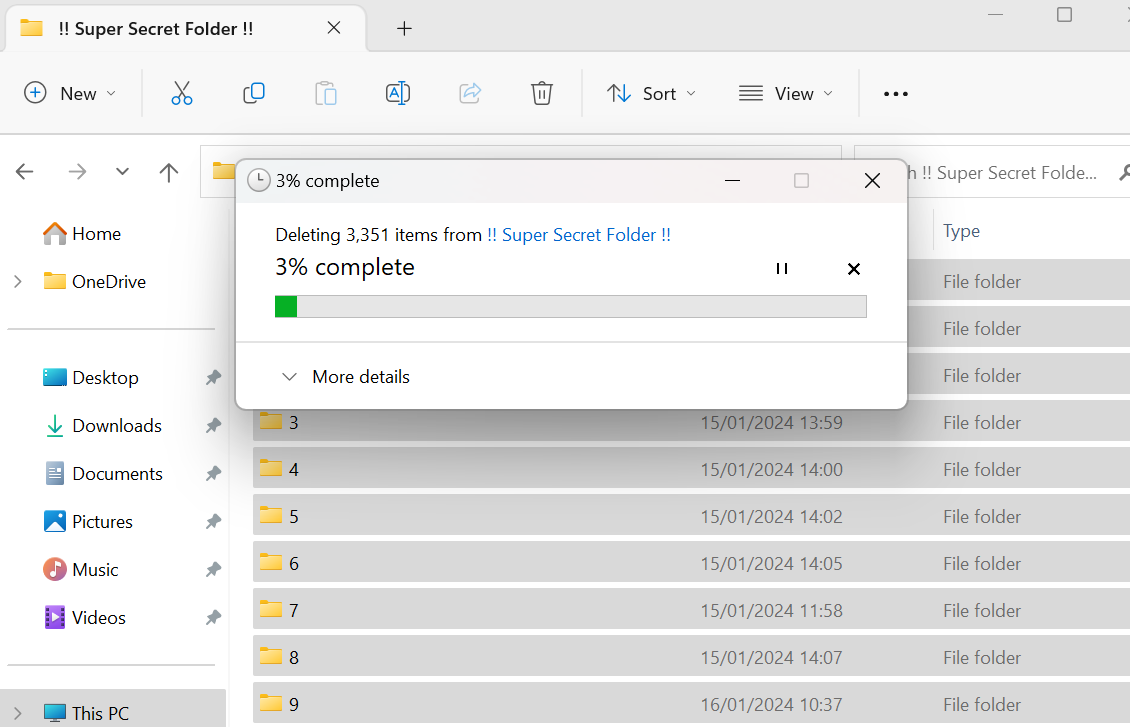 !! Super Secret Folder !!
New Sort View
3% complete
h !! Super Secret Folde...
Deleting 3,351 items from !! Super Secret Folder !!
3% complete
More details
Home
OneDrive
Desktop
Downloads
Documents
Pictures
Music
Videos
This PC
Type
File folder
File folder
File folder
3 15/01/2024 13:59 File folder
4 15/01/2024 14:00 File folder
5 15/01/2024 14:02 File folder
6 15/01/2024 14:05 File folder
7 15/01/2024 11:58 File folder
8 15/01/2024 14:07 File folder
9 16/01/2024 10:37 File folder